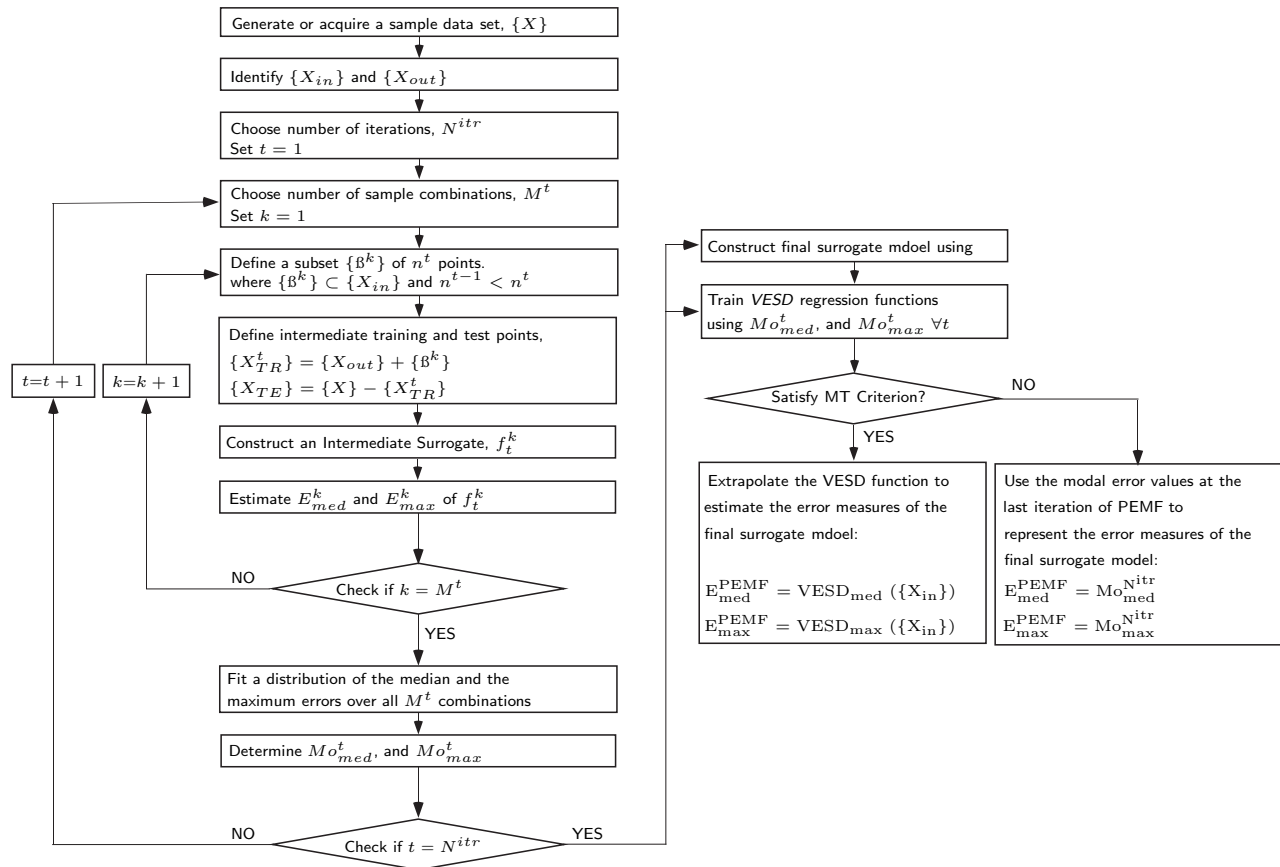 Generate or acquire a sample data set, {X}
Identify {X_in} and {X_out}
Choose number of iterations, N^itr
Set t = 1
Choose number of sample combinations, M^t
Set k = 1
Define a subset {ß^k} of n^t points.
where {ß^k} ⊂ {X_in} and n^{t−1} < n^t
Define intermediate training and test points,
{X^t_TR} = {X_out} + {ß^k}
{X_TE} = {X} − {X^t_TR}
t=t + 1
k=k + 1
Construct an Intermediate Surrogate, f^k_t
Estimate E^k_med and E^k_max of f^k_t
NO
Check if k = M^t
YES
Fit a distribution of the median and the
maximum errors over all M^t combinations
Determine Mo^t_med, and Mo^t_max
NO
Check if t = N^itr
YES
Construct final surrogate mdoel using
Train VESD regression functions
using Mo^t_med, and Mo^t_max ∀t
Satisfy MT Criterion?
NO
YES
Extrapolate the VESD function to
estimate the error measures of the
final surrogate mdoel:
E^PEMF_med = VESD_med ({X_in})
E^PEMF_max = VESD_max ({X_in})
Use the modal error values at the
last iteration of PEMF to
represent the error measures of the
final surrogate model:
E^PEMF_med = Mo^{N^itr}_med
E^PEMF_max = Mo^{N^itr}_max